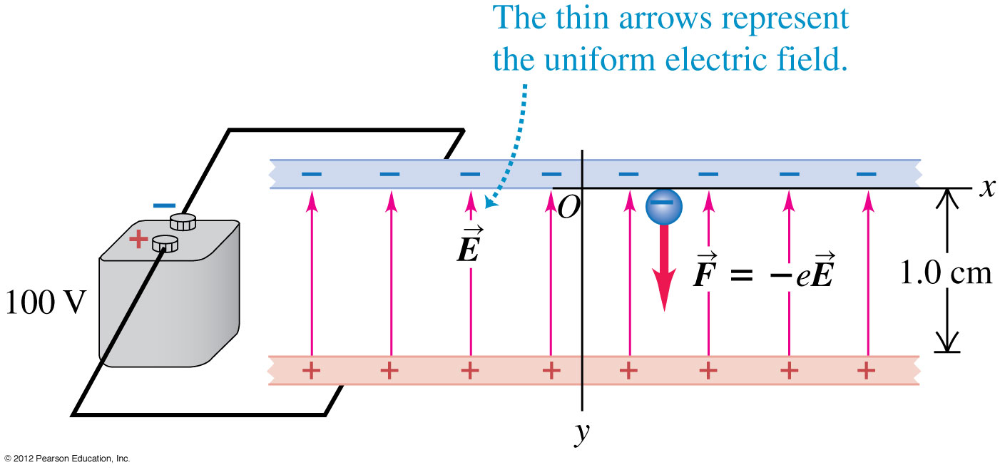 The thin arrows represent
the uniform electric field.
− − − − − − − −
x
O
−
−
+
E⃗
F⃗ = −eE⃗
1.0 cm
100 V
+ + + + + + + +
y
© 2012 Pearson Education, Inc.